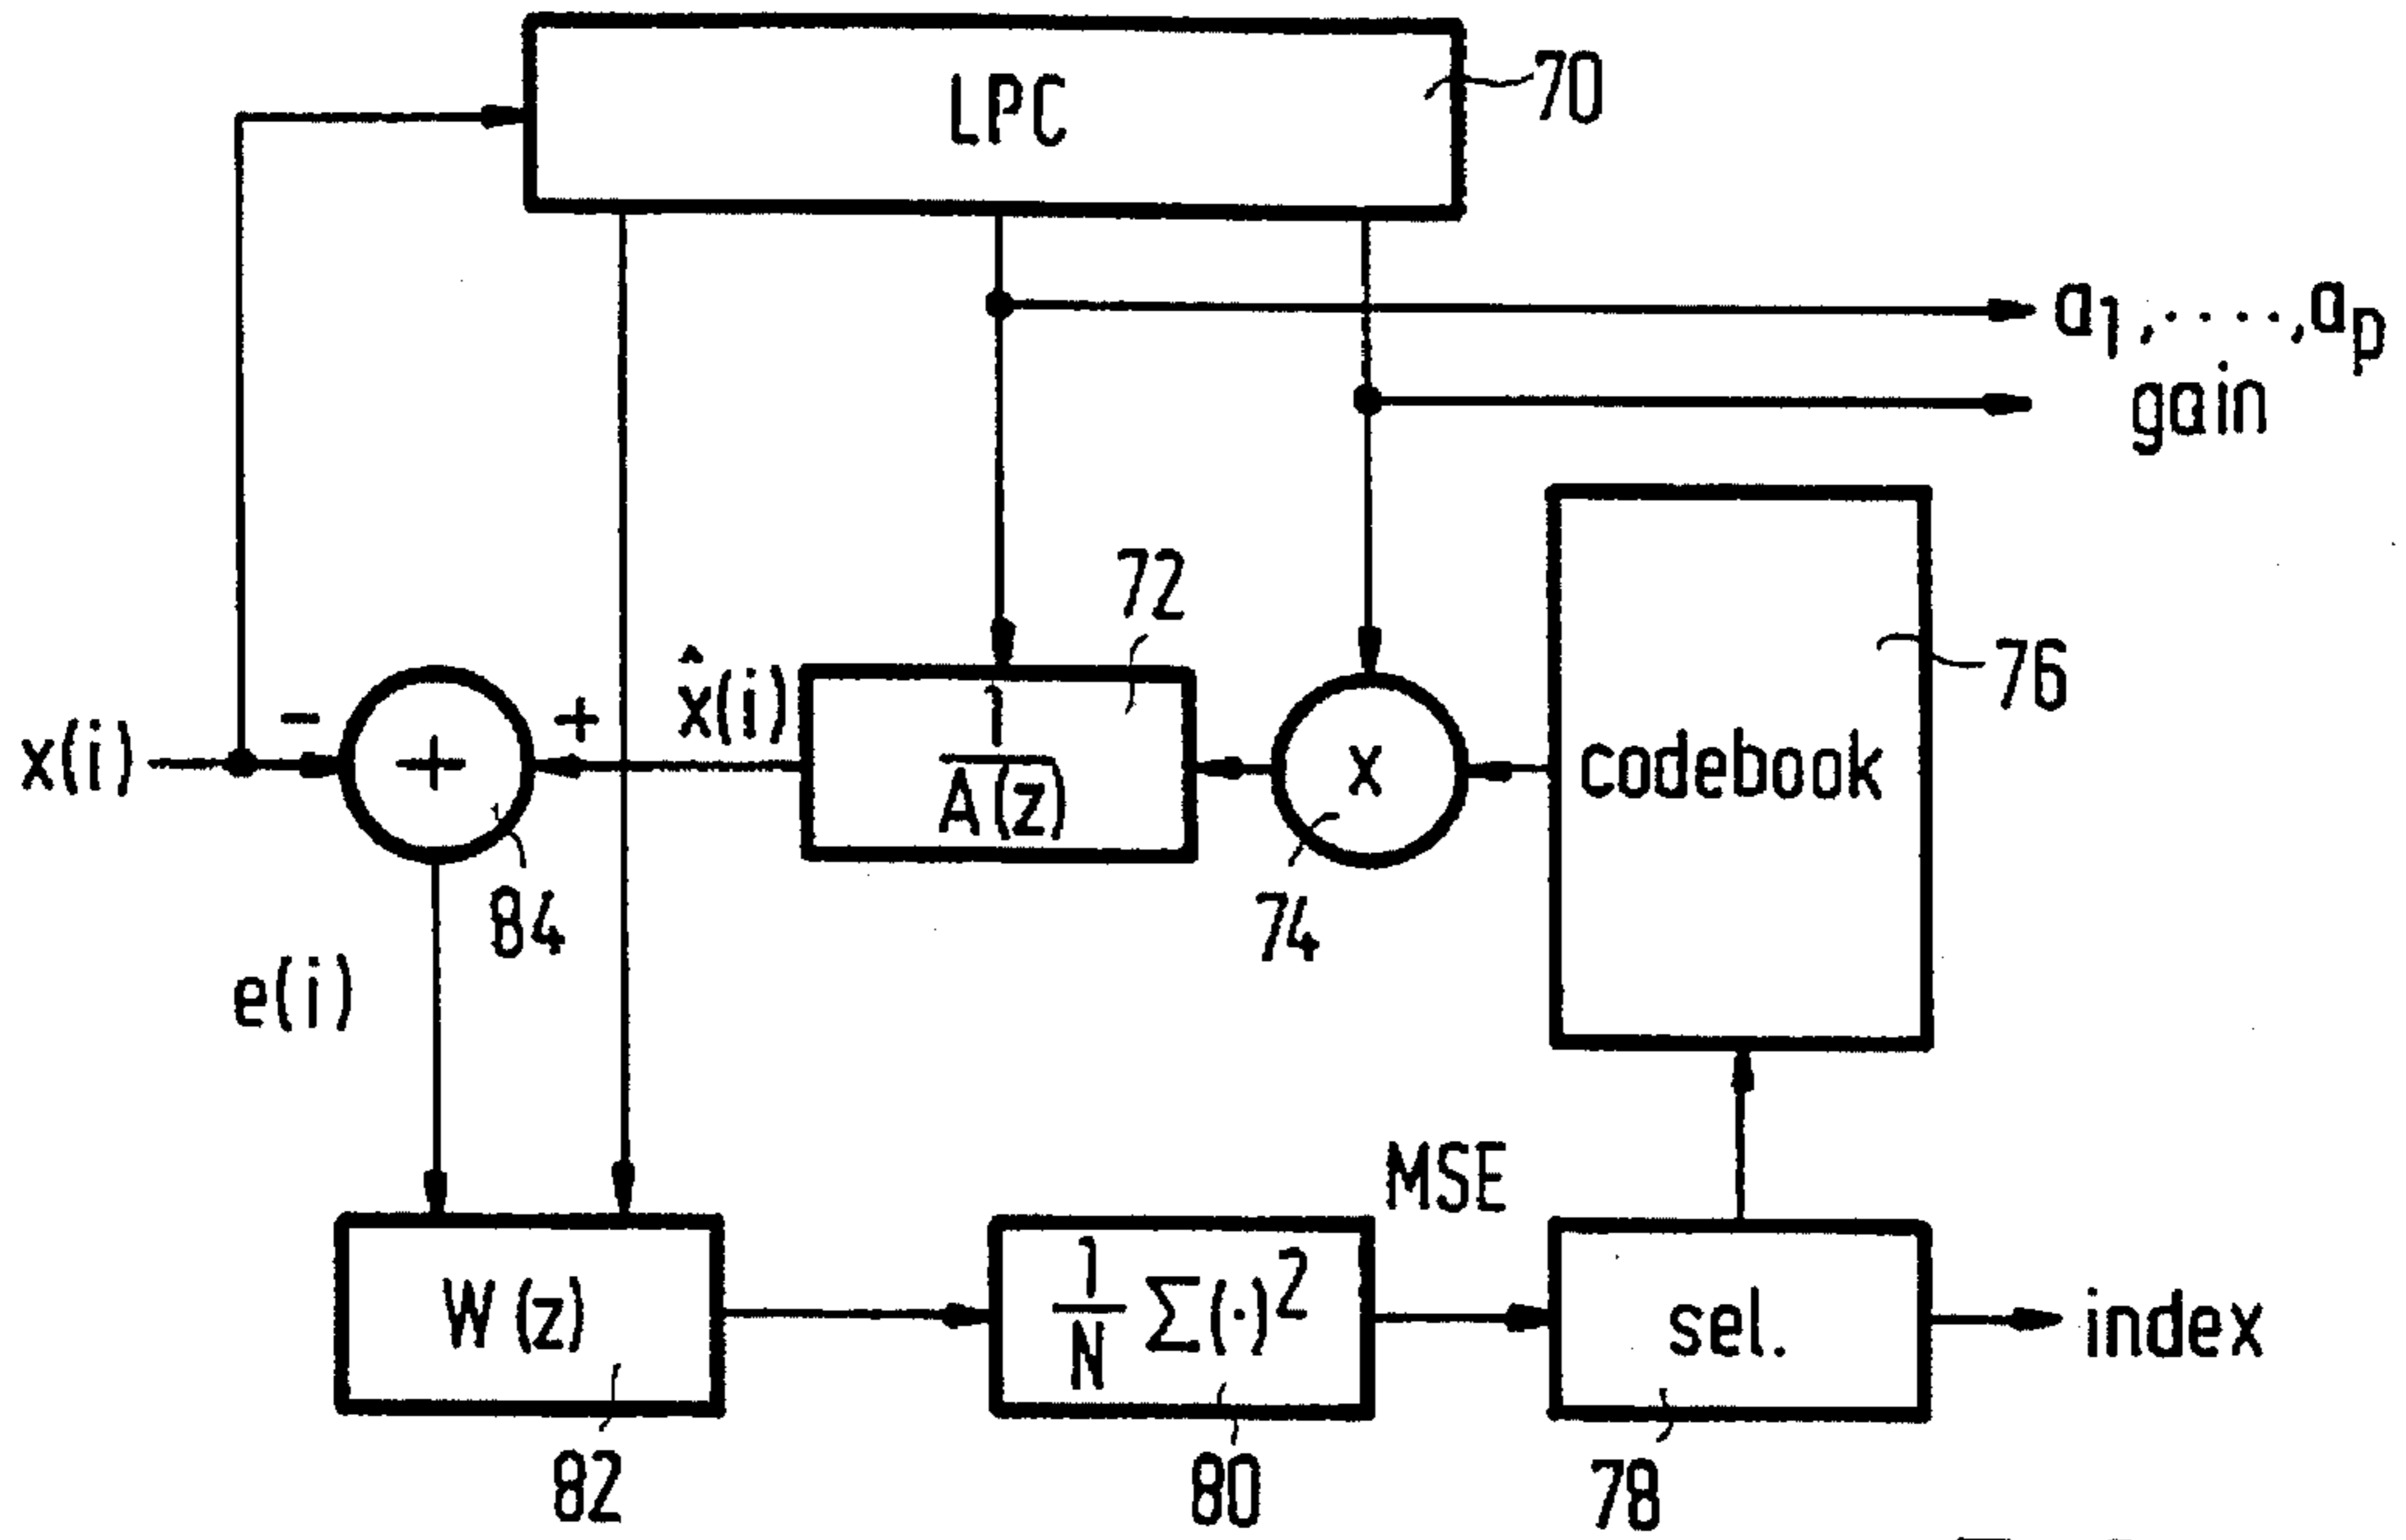 LPC
70
a1,....,ap
gain
72
76
x(i)
−
+
+
x̂(i)
1
A(z)
x
codebook
84
74
e(i)
MSE
W(z)
1
N
Σ(·)2
sel.
index
82
80
78